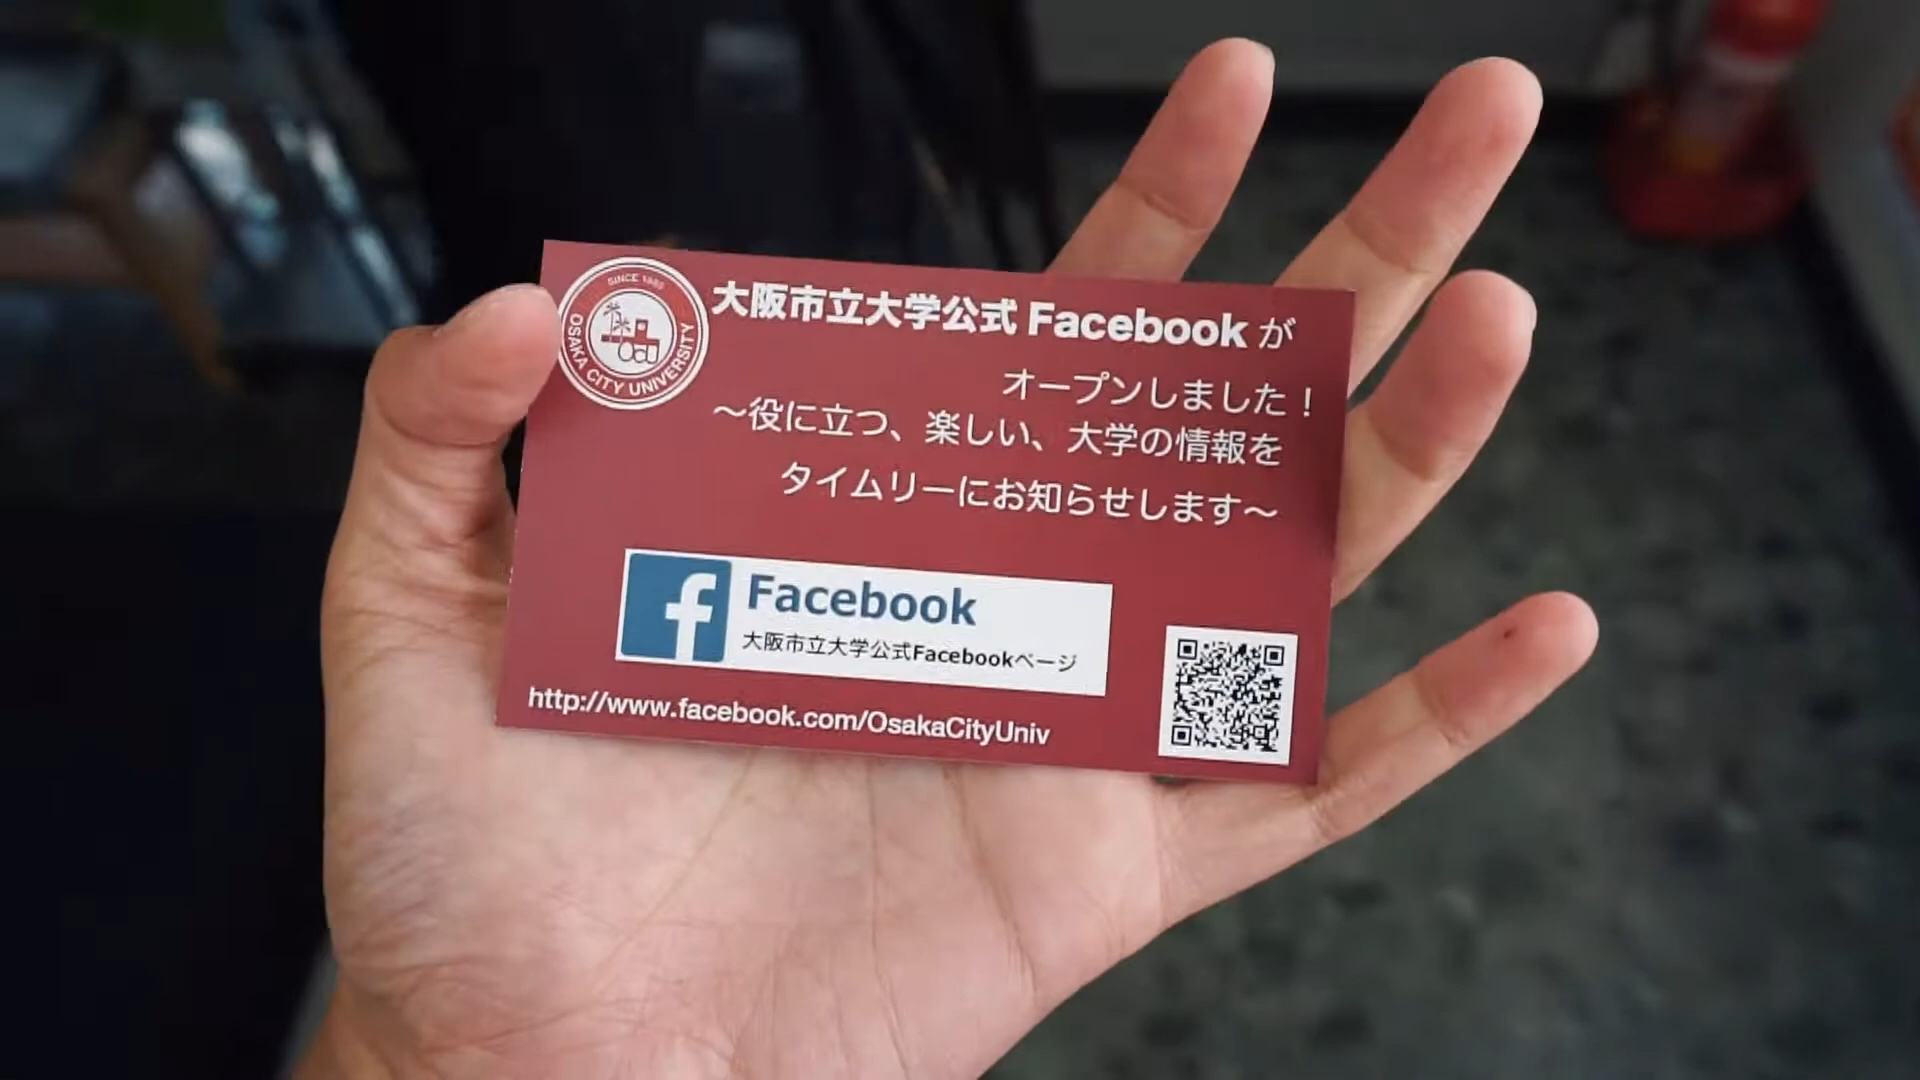 SINCE 1880
OSAKA CITY UNIVERSITY
OCU
大阪市立大学公式 Facebook が
オープンしました！
～役に立つ、楽しい、大学の情報を
タイムリーにお知らせします～
f
Facebook
大阪市立大学公式Facebookページ
http://www.facebook.com/OsakaCityUniv